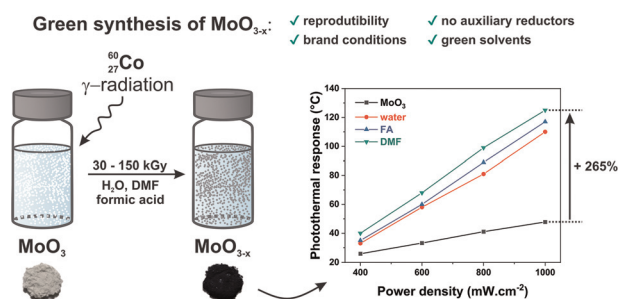 Green synthesis of MoO₃₋ₓ:
✓ reprodutibility
✓ no auxiliary reductors
✓ brand conditions
✓ green solvents
⁶⁰₂₇Co
γ–radiation
30 - 150 kGy
H₂O, DMF
formic acid
MoO₃
MoO₃₋ₓ
Photothermal response (°C)
140
120
100
80
60
40
20
MoO₃
water
FA
DMF
+ 265%
400
600
800
1000
Power density (mW.cm⁻²)